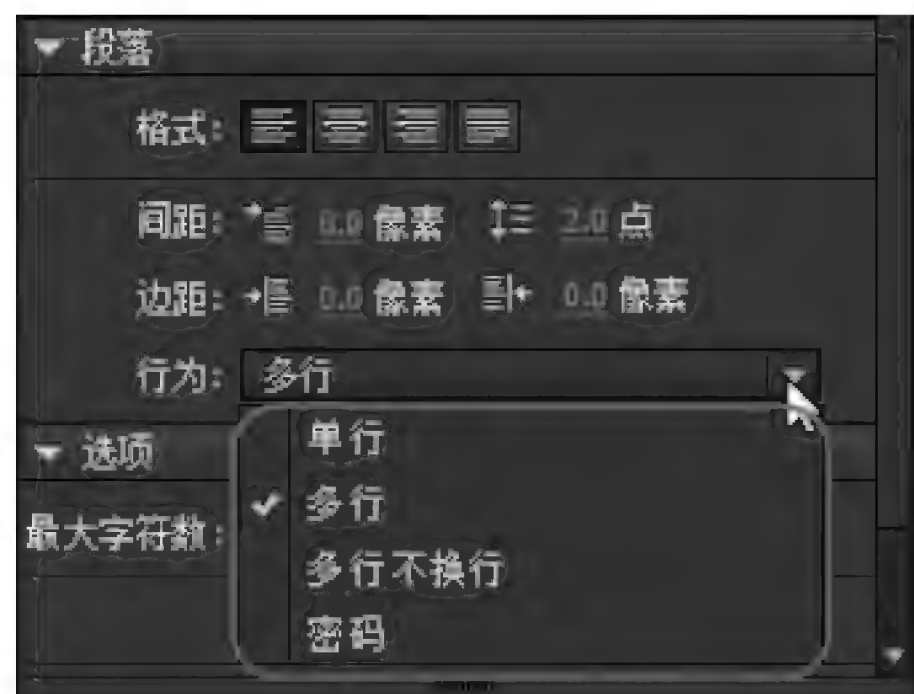 段落
格式:
间距: 0.0 像素 2.0 点
边距: 0.0 像素 0.0 像素
行为: 多行
单行
选项
多行
最大字符数:
多行不换行
密码